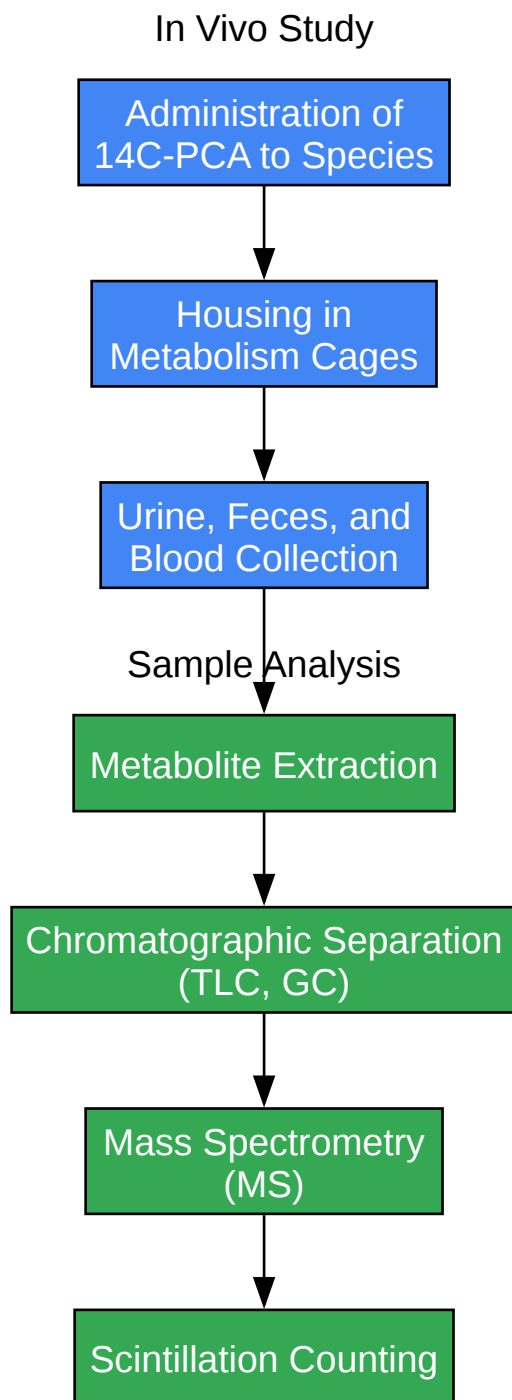 In Vivo Study
Administration of
14C-PCA to Species
Housing in
Metabolism Cages
Urine, Feces, and
Blood Collection
Sample Analysis
Metabolite Extraction
Chromatographic Separation
(TLC, GC)
Mass Spectrometry
(MS)
Scintillation Counting